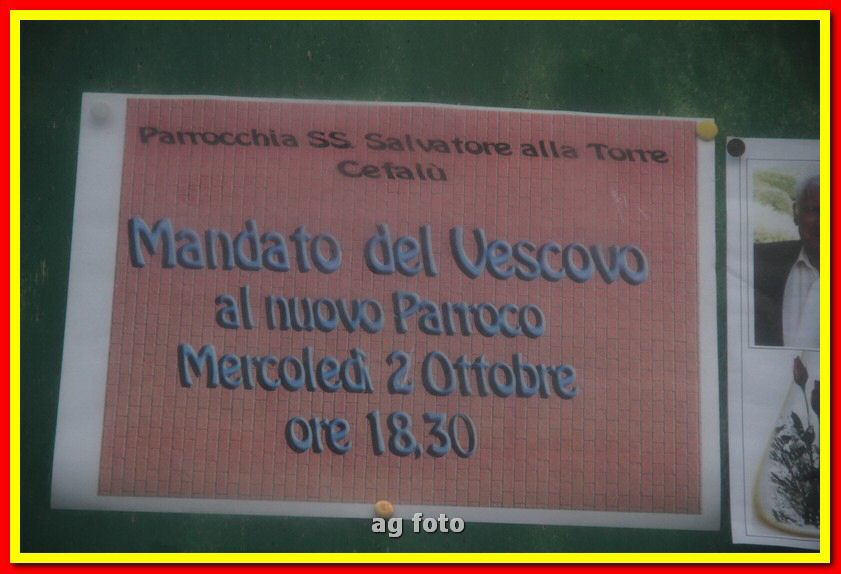 Parrocchia SS. Salvatore alla Torre
Cefalù
Mandato del Vescovo
al nuovo Parroco
Mercoledì 2 Ottobre
ore 18,30
ag foto